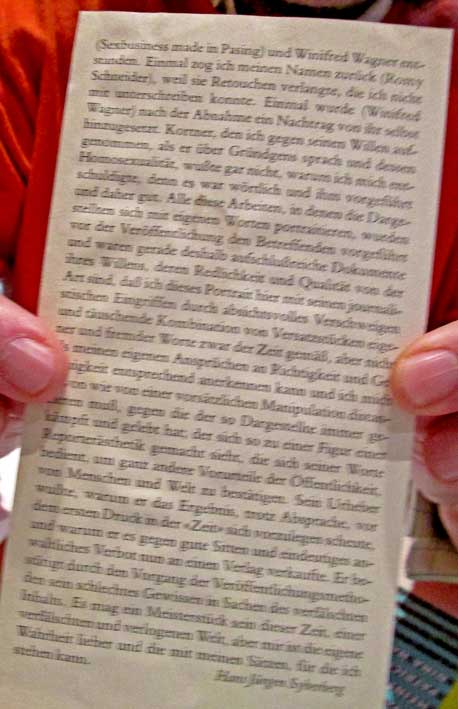 (Sexbusiness made in Pasing) und Winifred Wagner ent-
standen. Einmal zog ich meinen Namen zurück (Romy
Schneider), weil sie Retouchen verlangte, die ich nicht
mit unterschreiben konnte. Einmal wurde (Winifred
Wagner) nach der Abnahme ein Nachtrag von ihr selbst
hinzugesetzt. Kortner, den ich gegen seinen Willen auf-
genommen, als er über Gründgens sprach und dessen
Homosexualität, wußte gar nicht, warum ich mich ent-
schuldigte, denn es war wörtlich und ihm vorgeführt
und daher gut. Alle diese Arbeiten, in denen die Darge-
stellten sich mit eigenen Worten portraitieren, wurden
vor der Veröffentlichung den Betreffenden vorgeführt
und waren gerade deshalb aufschlußreiche Dokumente
ihres Willens, deren Redlichkeit und Qualität von der
Art sind, daß ich dieses Portrait hier mit seinen journali-
stischen Eingriffen durch absichtsvolles Verschweigen
und täuschende Kombination von Versatzstücken eige-
ner und fremder Worte zwar der Zeit gemäß, aber nicht
meinen eigenen Ansprüchen an Richtigkeit und
entsprechend anerkennen kann und ich mich
von wie von einer vorsätzlichen Manipulation distan-
muß, gegen die der so Dargestellte immer ge-
kämpft und gelebt hat, der sich so zu einer Figur einer
Reporterästhetik gemacht sieht, die sich seiner Worte
bedient, um ganz andere Vorurteile der Öffentlichkeit,
von Menschen und Welt zu bestätigen. Sein Urheber
wußte, warum er das Ergebnis, trotz Absprache, vor
dem ersten Druck in der «Zeit» sich vorzulegen scheute,
und warum er es gegen gute Sitten und eindeutiges an-
waltliches Verbot nun an einen Verlag verkaufte. Er be-
stätigt durch den Vorgang der Veröffentlichungsmetho-
den sein schlechtes Gewissen in Sachen des verfälschten
Inhalts. Es mag ein Meisterstück sein dieser Zeit, einer
verfälschten und verlogenen Welt, aber mir ist die eigene
Wahrheit lieber und die mit meinen Sätzen, für die ich
stehen kann.
Hans Jürgen Syberberg